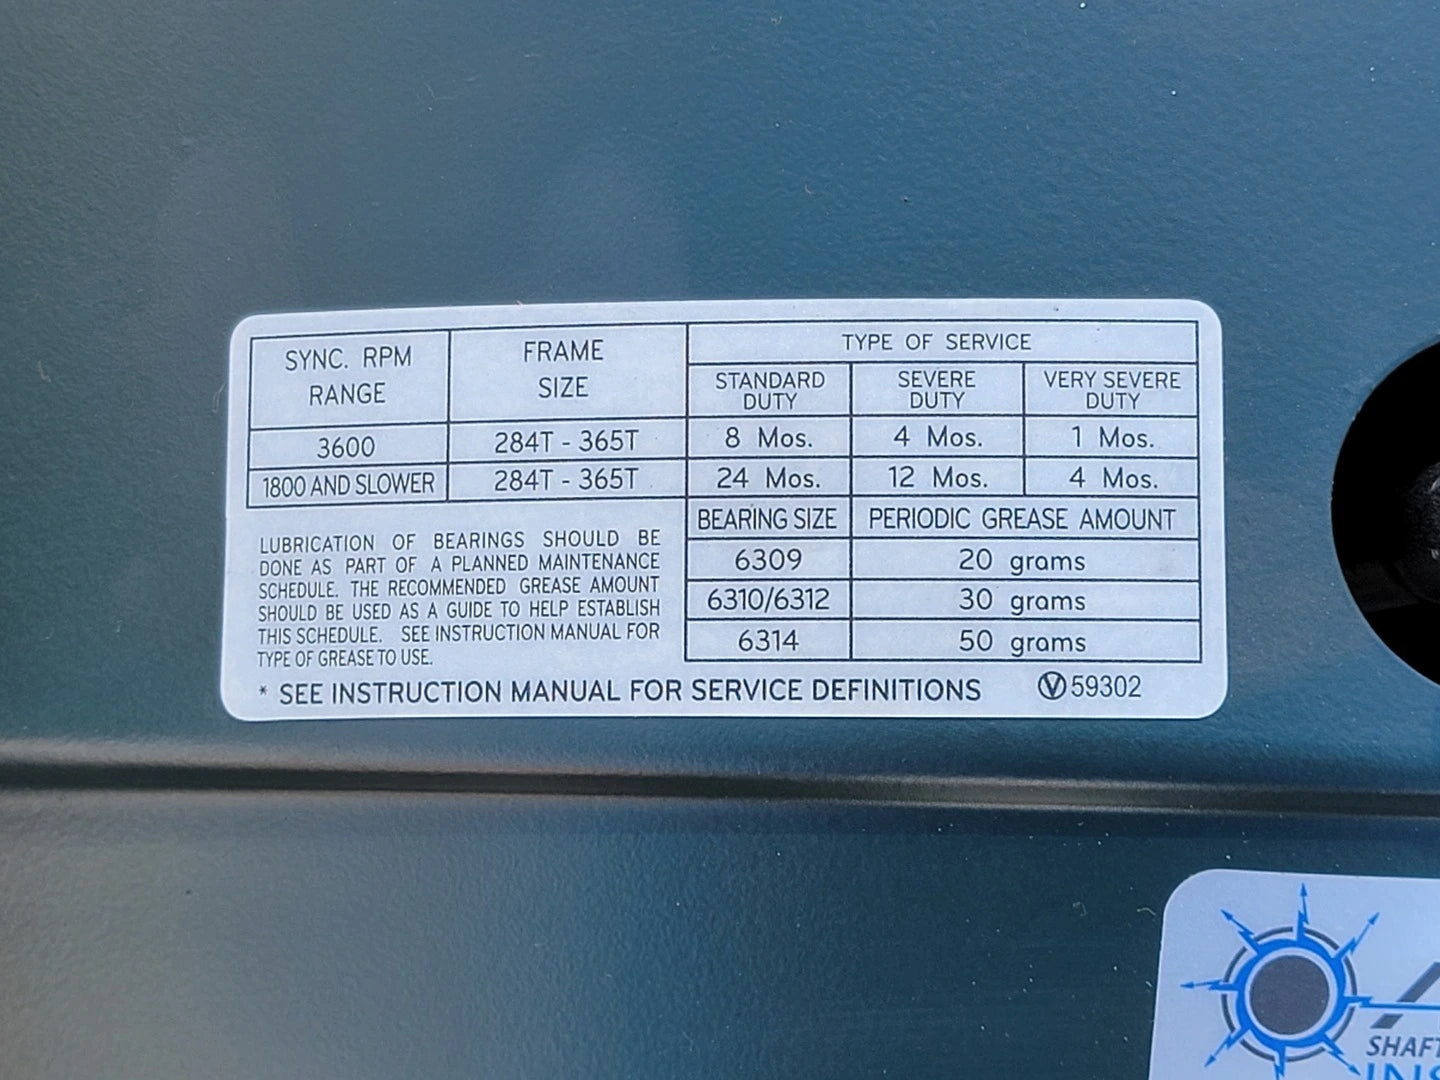 SYNC. RPM RANGE FRAME SIZE TYPE OF SERVICE
STANDARD DUTY SEVERE DUTY VERY SEVERE DUTY
3600 284T - 365T 8 Mos. 4 Mos. 1 Mos.
1800 AND SLOWER 284T - 365T 24 Mos. 12 Mos. 4 Mos.
BEARING SIZE PERIODIC GREASE AMOUNT
6309 20 grams
6310/6312 30 grams
6314 50 grams
LUBRICATION OF BEARINGS SHOULD BE
DONE AS PART OF A PLANNED MAINTENANCE
SCHEDULE. THE RECOMMENDED GREASE AMOUNT
SHOULD BE USED AS A GUIDE TO HELP ESTABLISH
THIS SCHEDULE. SEE INSTRUCTION MANUAL FOR
TYPE OF GREASE TO USE.
* SEE INSTRUCTION MANUAL FOR SERVICE DEFINITIONS Ⓥ 59302
SHAFT